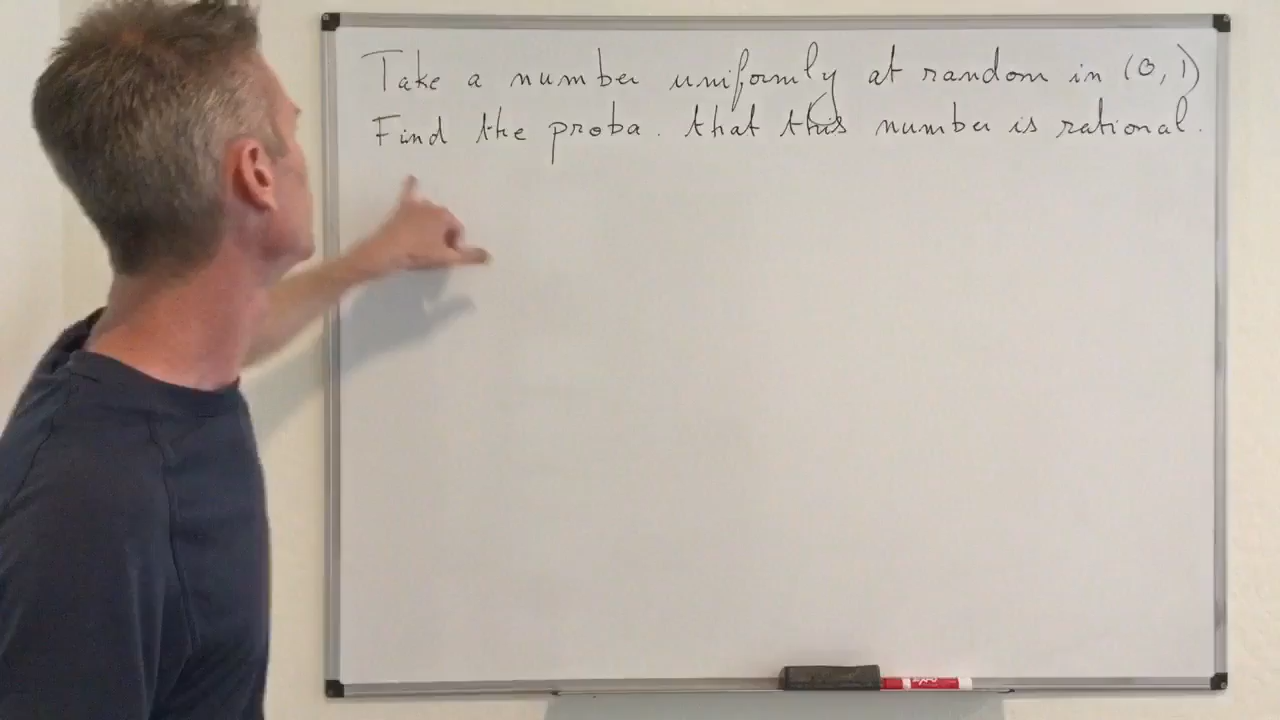 Take a number uniformly at random in (0, 1)
Find the proba. that this number is rational.